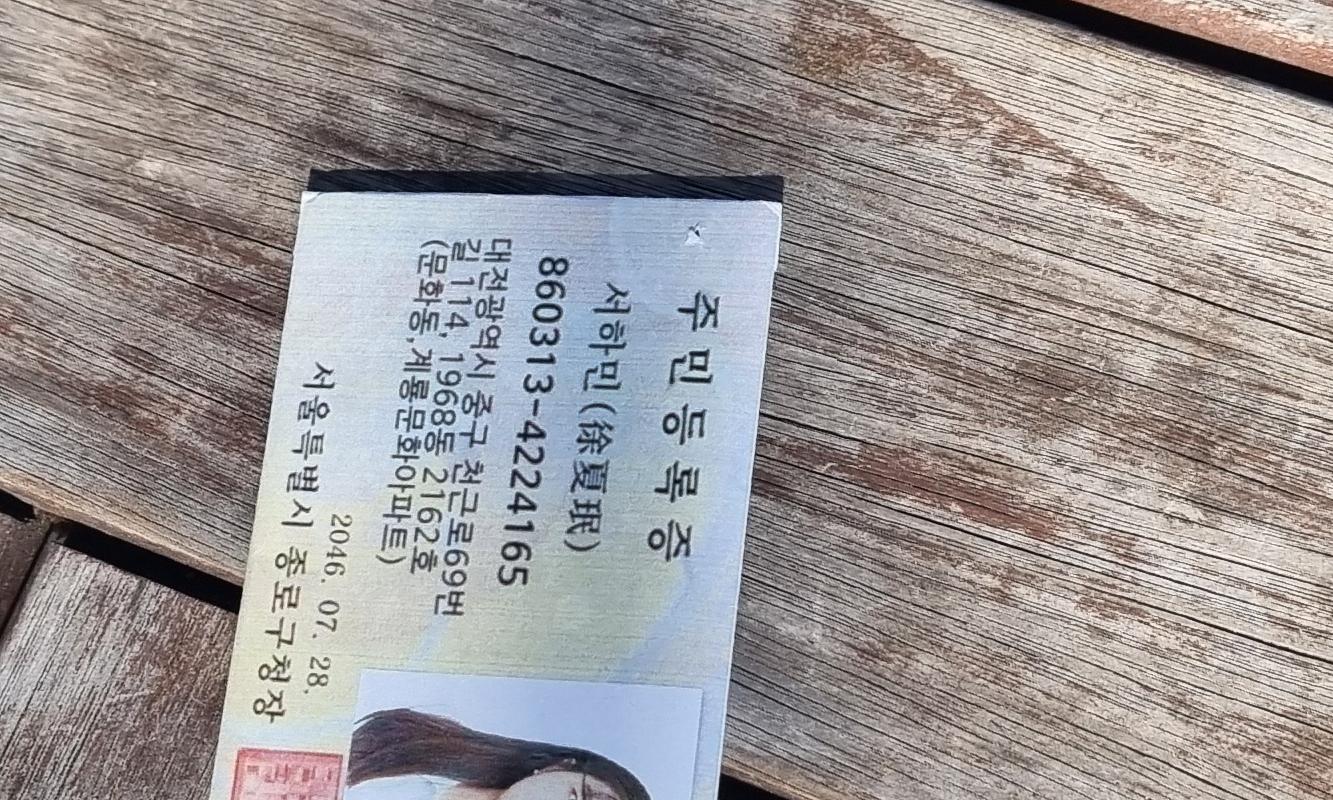 주민등록증
서하민(徐夏珉)
860313-4224165
대전광역시 중구 천근로69번
길 114, 1968동 2162호
(문화동,계룡문화아파트)
2046. 07. 28.
서울특별시 종로구청장